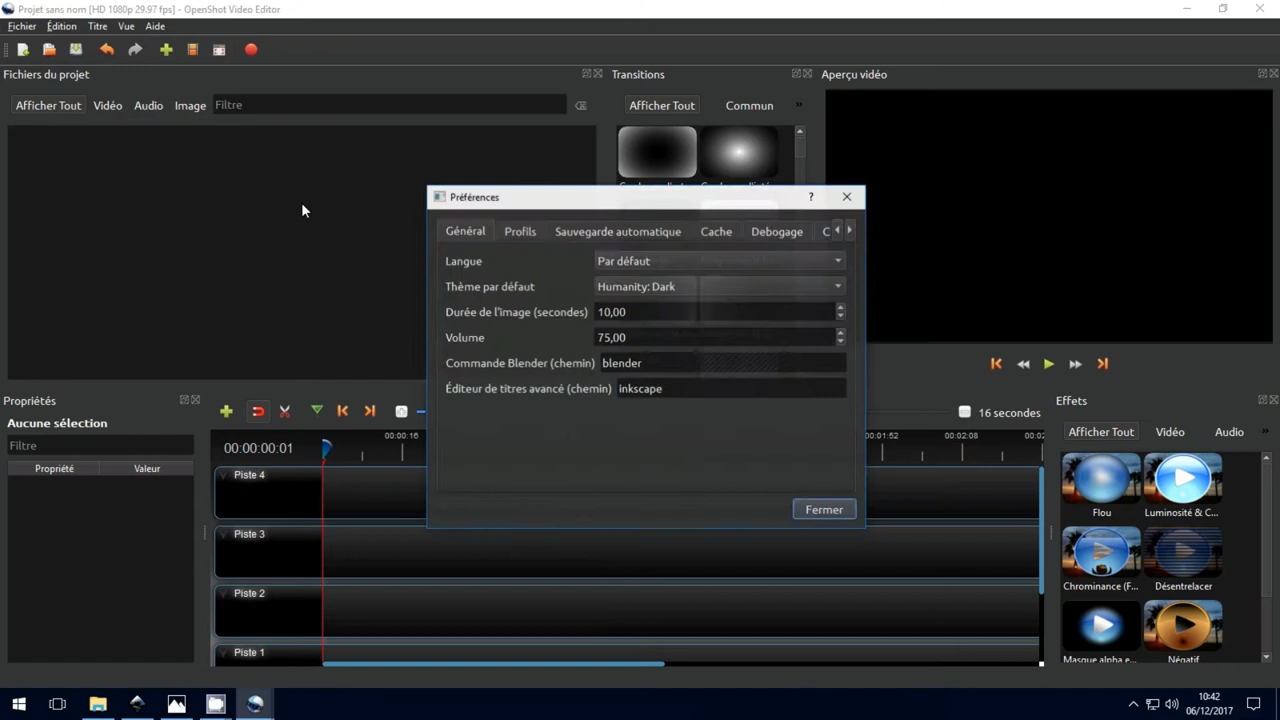 Projet sans nom [HD 1080p 29.97 fps] - OpenShot Video Editor
Fichier Édition Titre Vue Aide
Fichiers du projet
Transitions
Aperçu vidéo
Afficher Tout Vidéo Audio Image Filtre
Afficher Tout Commun »
Préférences
Général Profils Sauvegarde automatique Cache Debogage
Langue Par défaut
Thème par défaut Humanity: Dark
Durée de l'image (secondes) 10,00
Volume 75,00
Commande Blender (chemin) blender
Éditeur de titres avancé (chemin) inkscape
Fermer
Propriétés
Aucune sélection
Filtre
Propriété Valeur
16 secondes
00:00:00:01
00:00:16
00:01:52
00:02:08
Piste 4
Piste 3
Piste 2
Piste 1
Effets
Afficher Tout Vidéo Audio »
Flou Luminosité & C...
Chrominance (F... Désentrelacer
Masque alpha e... Négatif
10:42
06/12/2017